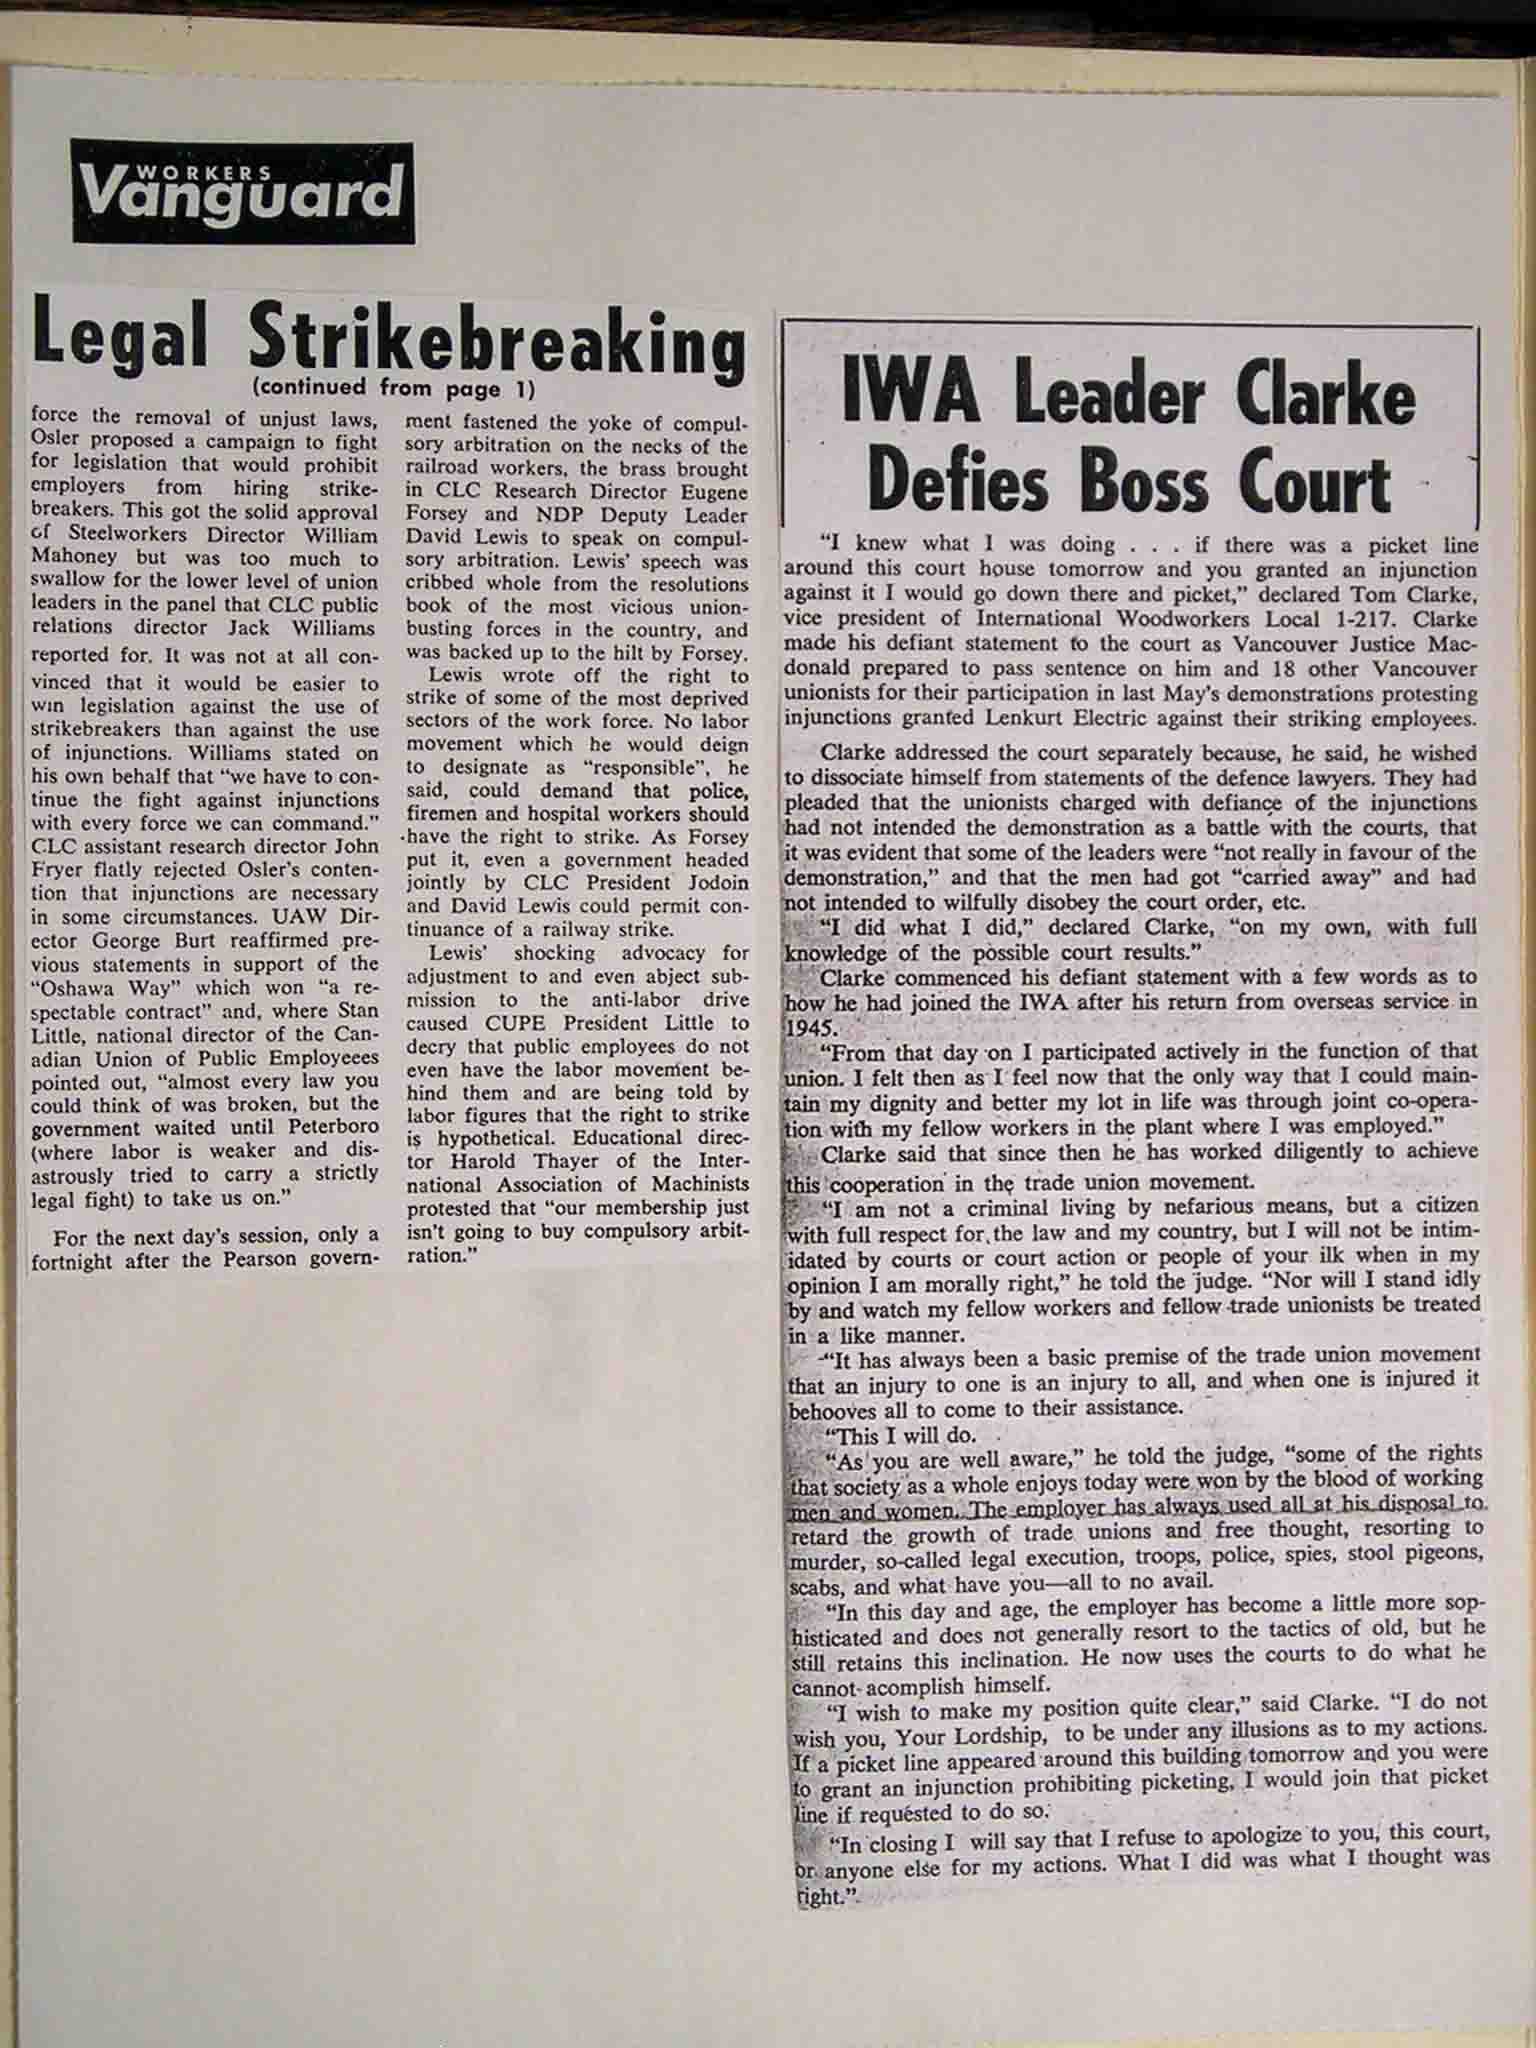 WORKERS
Vanguard
Legal Strikebreaking
(continued from page 1)
force the removal of unjust laws,
Osler proposed a campaign to fight
for legislation that would prohibit
employers from hiring strike-
breakers. This got the solid approval
of Steelworkers Director William
Mahoney but was too much to
swallow for the lower level of union
leaders in the panel that CLC public
relations director Jack Williams
reported for. It was not at all con-
vinced that it would be easier to
win legislation against the use of
strikebreakers than against the use
of injunctions. Williams stated on
his own behalf that “we have to con-
tinue the fight against injunctions
with every force we can command.”
CLC assistant research director John
Fryer flatly rejected Osler's conten-
tion that injunctions are necessary
in some circumstances. UAW Dir-
ector George Burt reaffirmed pre-
vious statements in support of the
“Oshawa Way” which won “a re-
spectable contract” and, where Stan
Little, national director of the Can-
adian Union of Public Employeees
pointed out, “almost every law you
could think of was broken, but the
government waited until Peterboro
(where labor is weaker and dis-
astrously tried to carry a strictly
legal fight) to take us on.”
For the next day's session, only a
fortnight after the Pearson govern-
ment fastened the yoke of compul-
sory arbitration on the necks of the
railroad workers, the brass brought
in CLC Research Director Eugene
Forsey and NDP Deputy Leader
David Lewis to speak on compul-
sory arbitration. Lewis' speech was
cribbed whole from the resolutions
book of the most vicious union-
busting forces in the country, and
was backed up to the hilt by Forsey.
Lewis wrote off the right to
strike of some of the most deprived
sectors of the work force. No labor
movement which he would deign
to designate as “responsible”, he
said, could demand that police,
firemen and hospital workers should
have the right to strike. As Forsey
put it, even a government headed
jointly by CLC President Jodoin
and David Lewis could permit con-
tinuance of a railway strike.
Lewis' shocking advocacy for
adjustment to and even abject sub-
mission to the anti-labor drive
caused CUPE President Little to
decry that public employees do not
even have the labor movement be-
hind them and are being told by
labor figures that the right to strike
is hypothetical. Educational direc-
tor Harold Thayer of the Inter-
national Association of Machinists
protested that “our membership just
isn't going to buy compulsory arbit-
ration.”
IWA Leader Clarke
Defies Boss Court
“I knew what I was doing . . . if there was a picket line
around this court house tomorrow and you granted an injunction
against it I would go down there and picket,” declared Tom Clarke,
vice president of International Woodworkers Local 1-217. Clarke
made his defiant statement to the court as Vancouver Justice Mac-
donald prepared to pass sentence on him and 18 other Vancouver
unionists for their participation in last May's demonstrations protesting
injunctions granted Lenkurt Electric against their striking employees.
Clarke addressed the court separately because, he said, he wished
to dissociate himself from statements of the defence lawyers. They had
pleaded that the unionists charged with defiance of the injunctions
had not intended the demonstration as a battle with the courts, that
it was evident that some of the leaders were “not really in favour of the
demonstration,” and that the men had got “carried away” and had
not intended to wilfully disobey the court order, etc.
“I did what I did,” declared Clarke, “on my own, with full
knowledge of the possible court results.”
Clarke commenced his defiant statement with a few words as to
how he had joined the IWA after his return from overseas service in
1945.
“From that day on I participated actively in the function of that
union. I felt then as I feel now that the only way that I could main-
tain my dignity and better my lot in life was through joint co-opera-
tion with my fellow workers in the plant where I was employed.”
Clarke said that since then he has worked diligently to achieve
this cooperation in the trade union movement.
“I am not a criminal living by nefarious means, but a citizen
with full respect for the law and my country, but I will not be intim-
idated by courts or court action or people of your ilk when in my
opinion I am morally right,” he told the judge. “Nor will I stand idly
by and watch my fellow workers and fellow trade unionists be treated
in a like manner.
“It has always been a basic premise of the trade union movement
that an injury to one is an injury to all, and when one is injured it
behooves all to come to their assistance.
“This I will do.
“As you are well aware,” he told the judge, “some of the rights
that society as a whole enjoys today were won by the blood of working
men and women. The employer has always used all at his disposal to
retard the growth of trade unions and free thought, resorting to
murder, so-called legal execution, troops, police, spies, stool pigeons,
scabs, and what have you—all to no avail.
“In this day and age, the employer has become a little more sop-
histicated and does not generally resort to the tactics of old, but he
still retains this inclination. He now uses the courts to do what he
cannot acomplish himself.
“I wish to make my position quite clear,” said Clarke. “I do not
wish you, Your Lordship, to be under any illusions as to my actions.
If a picket line appeared around this building tomorrow and you were
to grant an injunction prohibiting picketing, I would join that picket
line if requested to do so.
“In closing I will say that I refuse to apologize to you, this court,
or anyone else for my actions. What I did was what I thought was
right.”